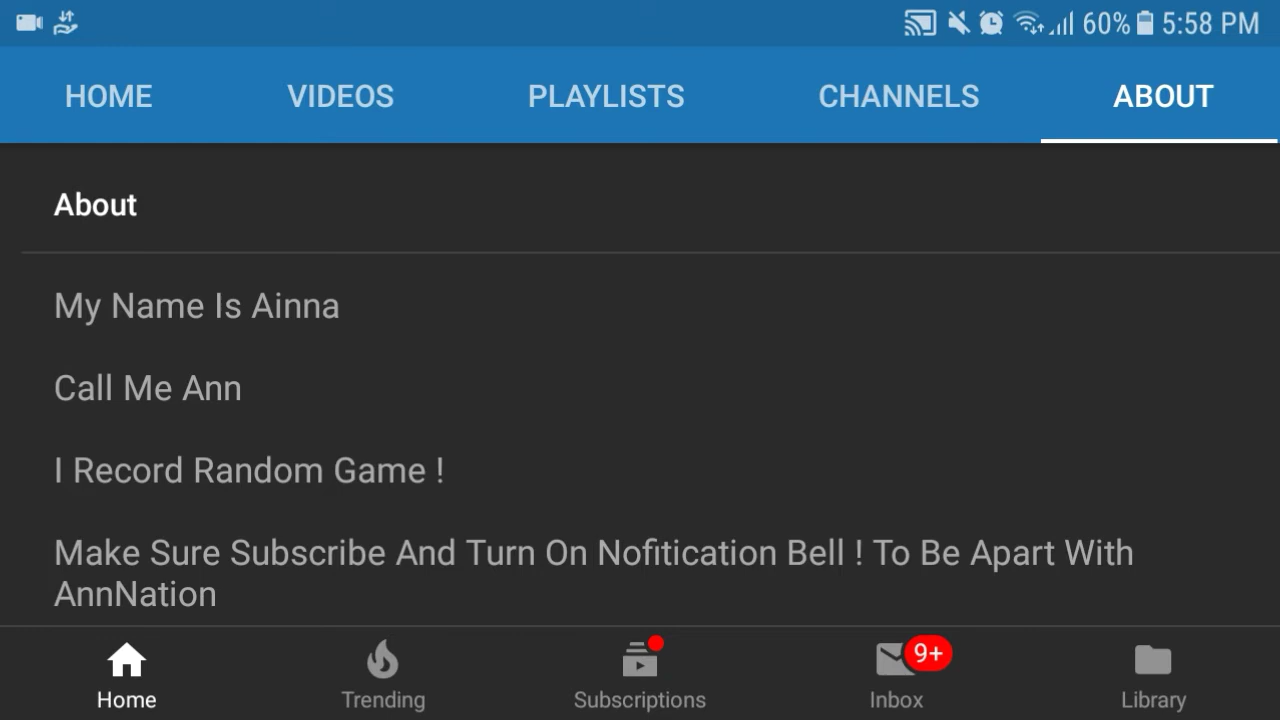 60% 5:58 PM
HOME VIDEOS PLAYLISTS CHANNELS ABOUT
About
My Name Is Ainna
Call Me Ann
I Record Random Game !
Make Sure Subscribe And Turn On Nofitication Bell ! To Be Apart With
AnnNation
9+
Home Trending Subscriptions Inbox Library